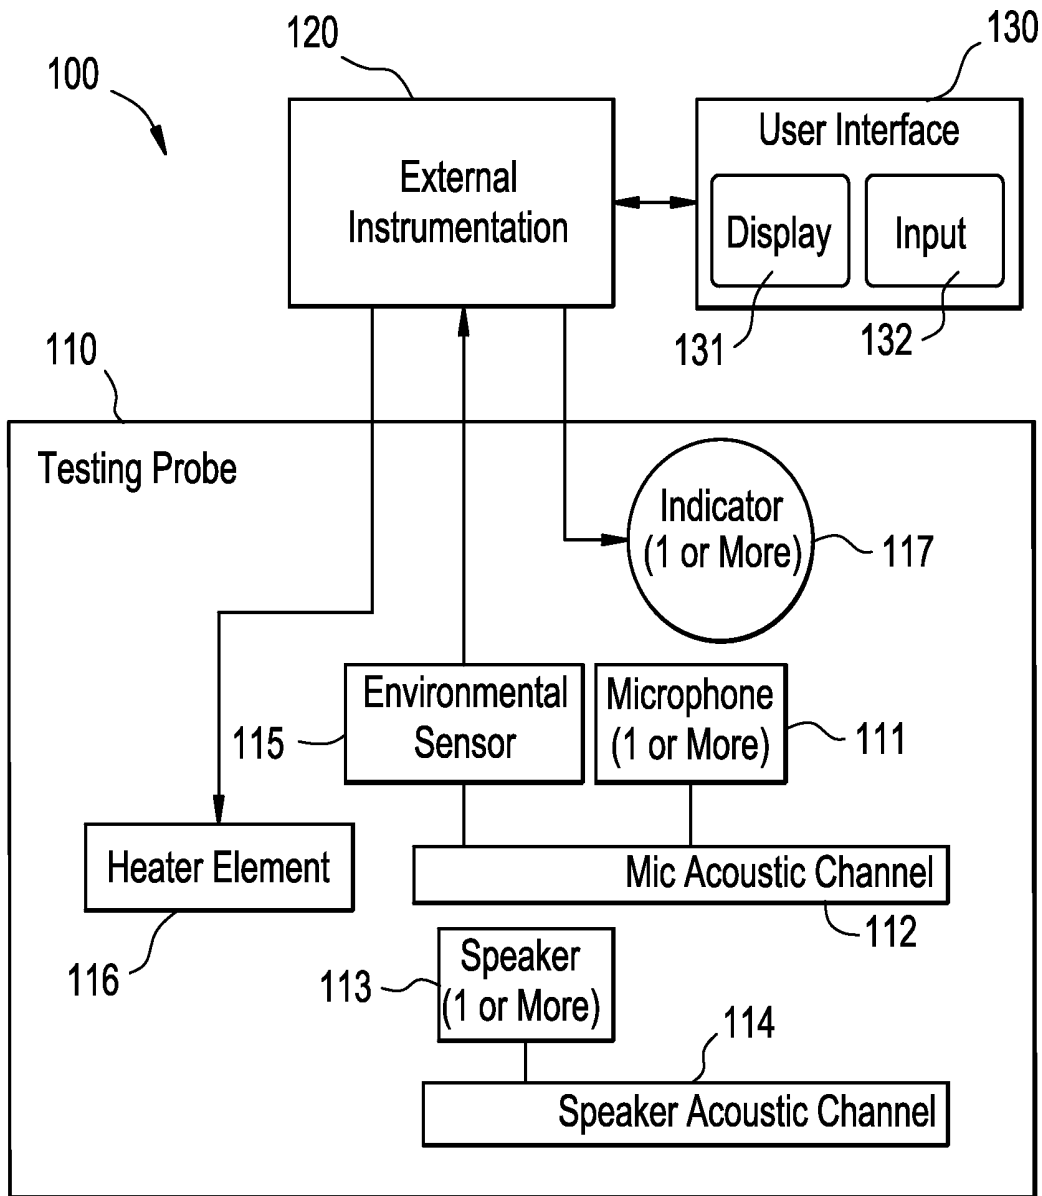 120
130
100
User Interface
External
Instrumentation
Display
Input
131
132
110
Testing Probe
Indicator
(1 or More)
117
Environmental
Sensor
115
Microphone
(1 or More)
111
Heater Element
116
Mic Acoustic Channel
112
Speaker
(1 or More)
113
114
Speaker Acoustic Channel